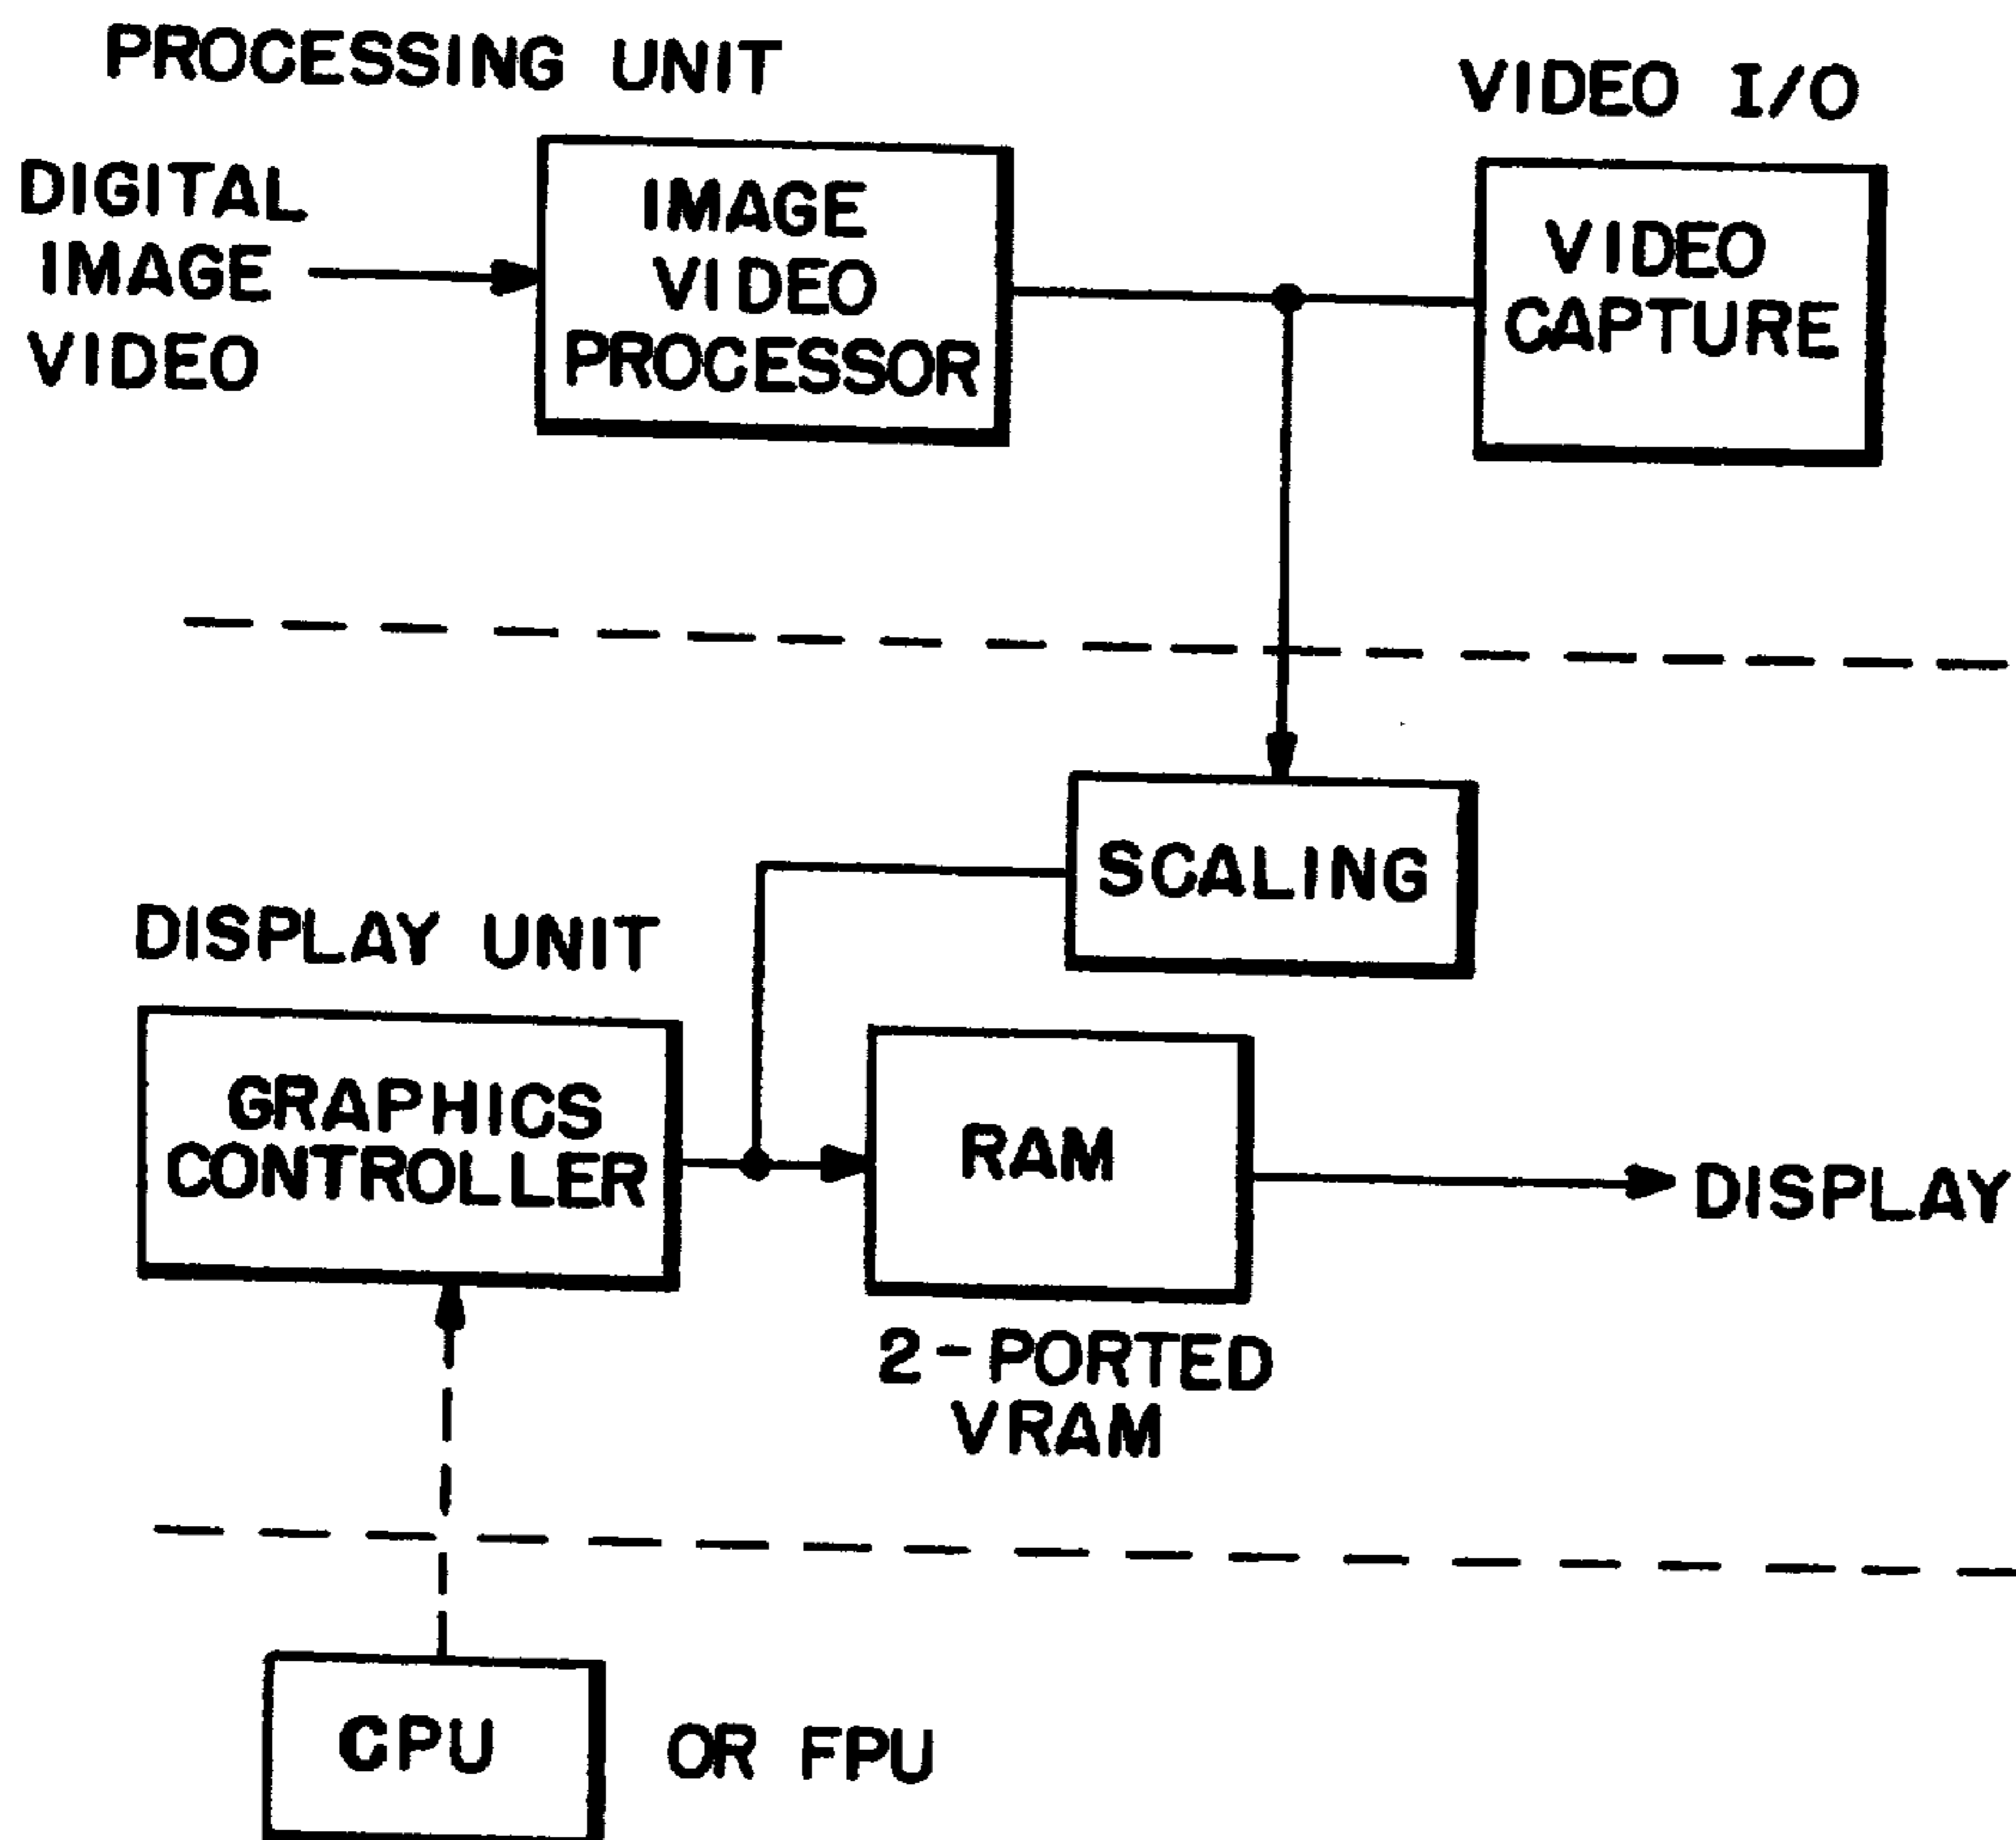 PROCESSING UNIT
VIDEO I/O
DIGITAL
IMAGE
VIDEO
IMAGE
VIDEO
PROCESSOR
VIDEO
CAPTURE
SCALING
DISPLAY UNIT
GRAPHICS
CONTROLLER
RAM
DISPLAY
2-PORTED
VRAM
CPU
OR FPU